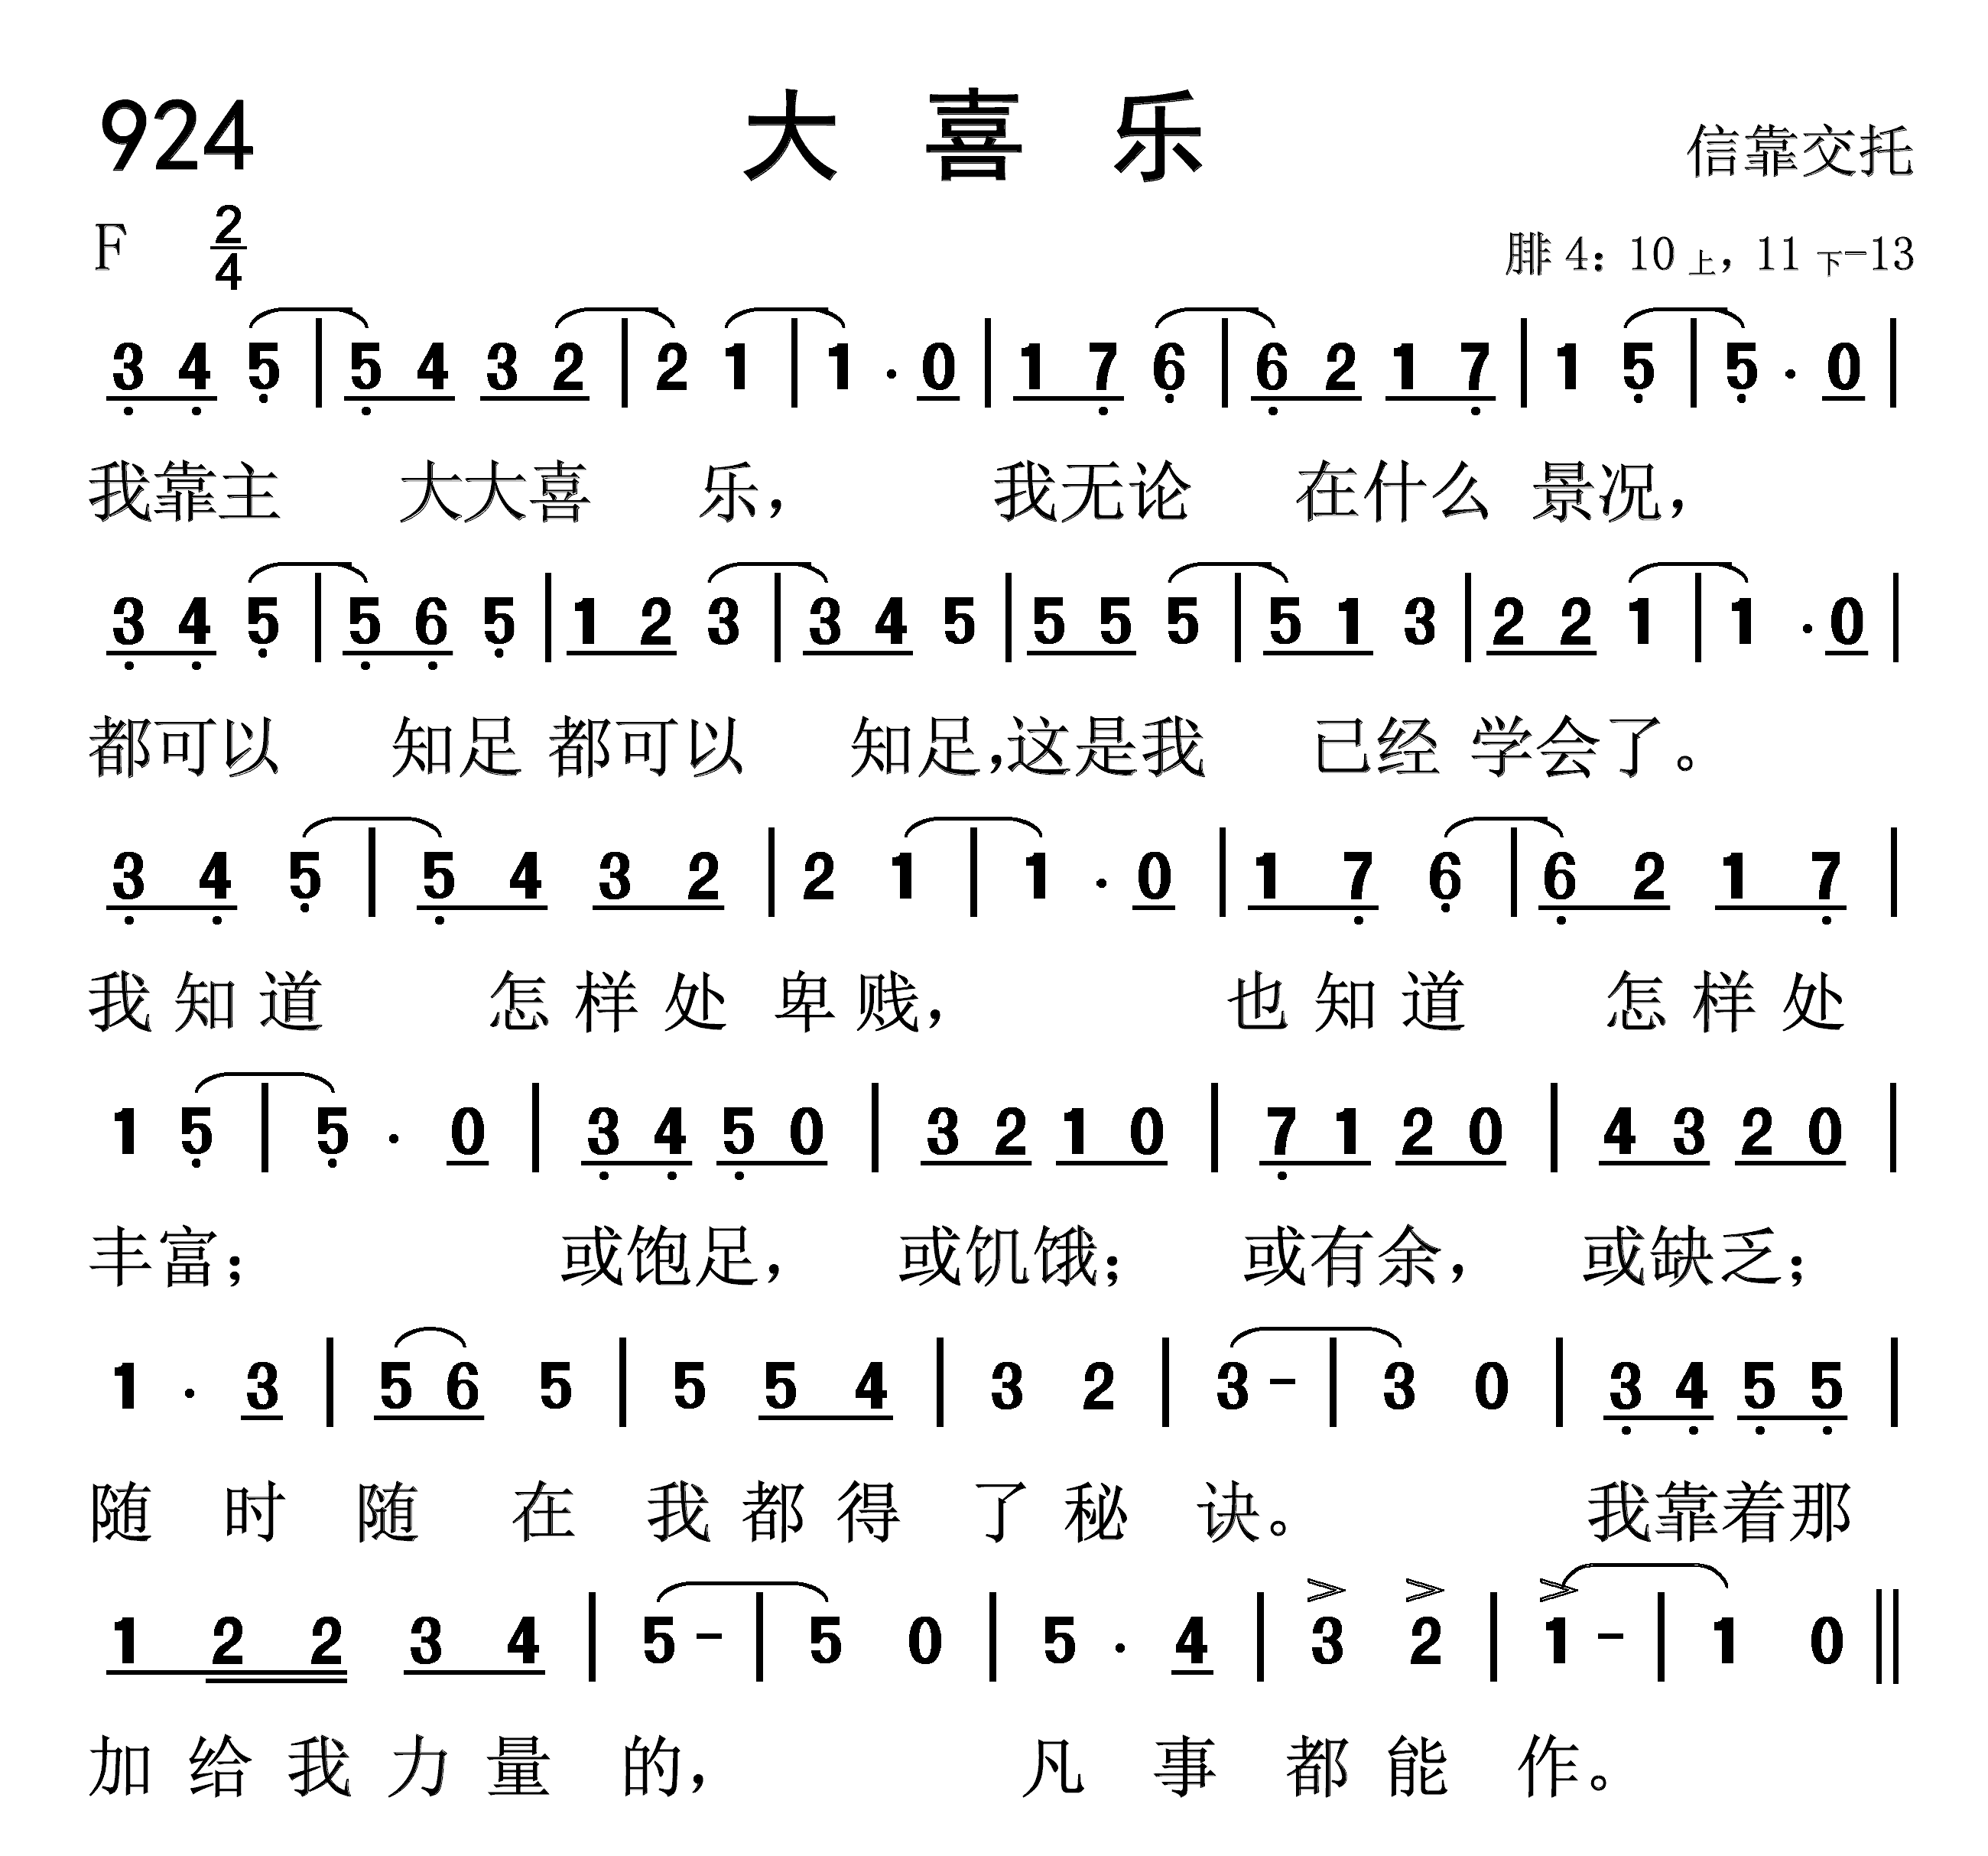 924 大 喜 乐 信靠交托
F 2/4 腓 4：10 上，11 下-13
3 4 5 | 5 4 3 2 | 2 1 | 1 · 0 | 1 7 6 | 6 2 1 7 | 1 5 | 5 · 0 |
我靠主 大大喜 乐， 我无论 在什么 景况，
3 4 5 | 5 6 5 | 1 2 3 | 3 4 5 | 5 5 5 | 5 1 3 | 2 2 1 | 1 · 0 |
都可以 知足 都可以 知足，这是我 已经 学会了。
3 4 5 | 5 4 3 2 | 2 1 | 1 · 0 | 1 7 6 | 6 2 1 7 |
我 知 道 怎 样 处 卑 贱， 也 知 道 怎 样 处
1 5 | 5 · 0 | 3 4 5 0 | 3 2 1 0 | 7 1 2 0 | 4 3 2 0 |
丰富； 或饱足， 或饥饿； 或有余， 或缺乏；
1 · 3 | 5 6 5 | 5 5 4 | 3 2 | 3 - | 3 0 | 3 4 5 5 |
随 时 随 在 我 都 得 了 秘 诀。 我靠着那
1 2 2 3 4 | 5 - | 5 0 | 5 · 4 | 3 2 | 1 - | 1 0 ||
加 给 我 力 量 的， 凡 事 都 能 作。